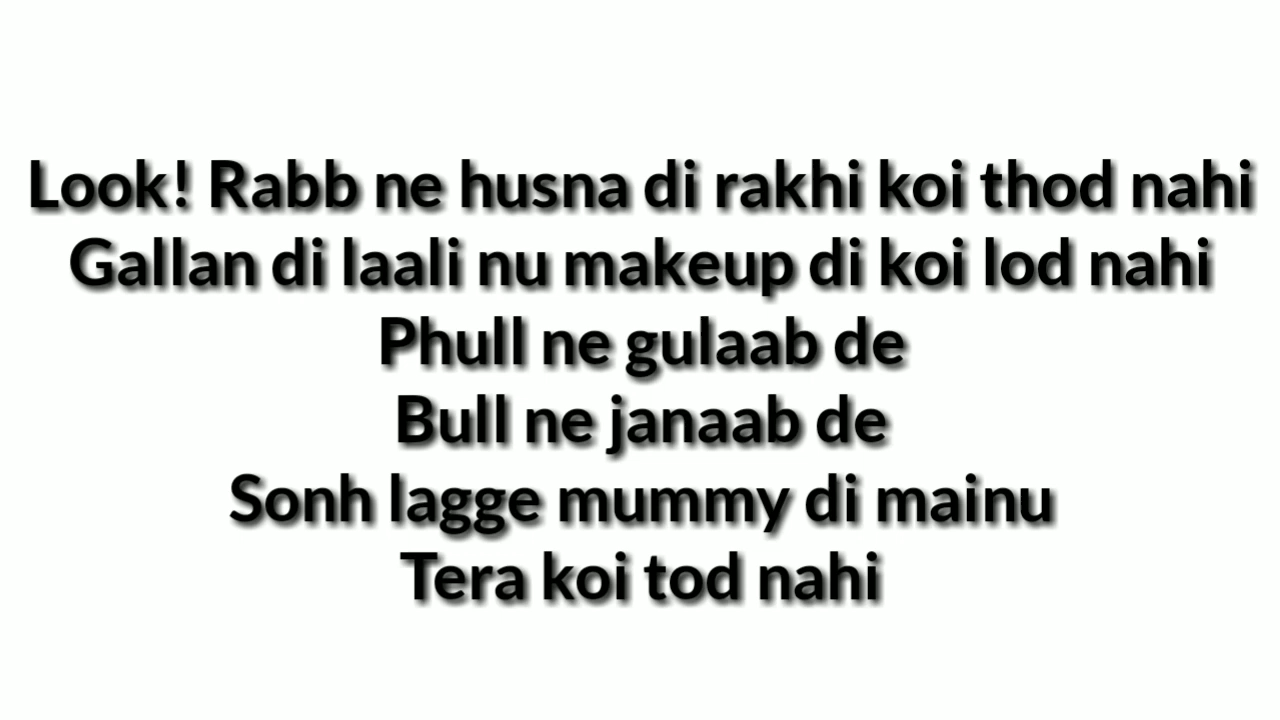 Look! Rabb ne husna di rakhi koi thod nahi
Gallan di laali nu makeup di koi lod nahi
Phull ne gulaab de
Bull ne janaab de
Sonh lagge mummy di mainu
Tera koi tod nahi